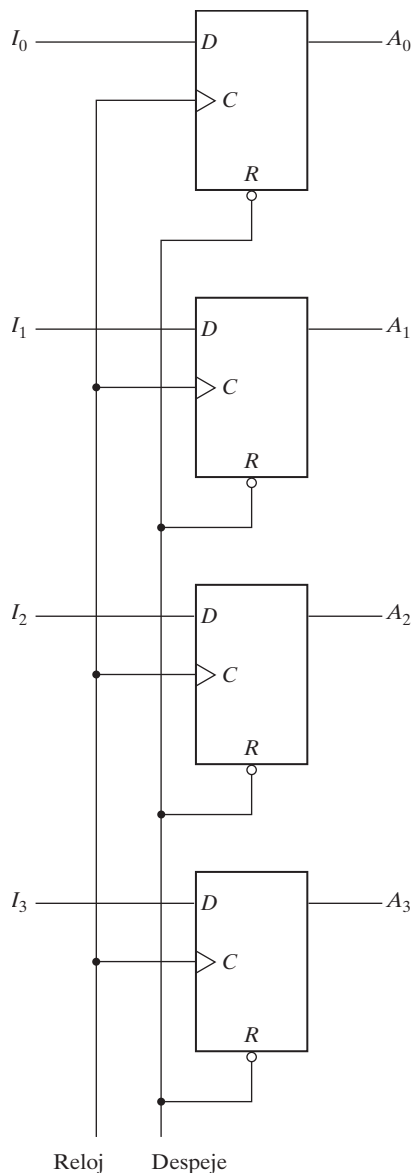 I₀ D A₀
C
R
I₁ D A₁
C
R
I₂ D A₂
C
R
I₃ D A₃
C
R
Reloj Despeje